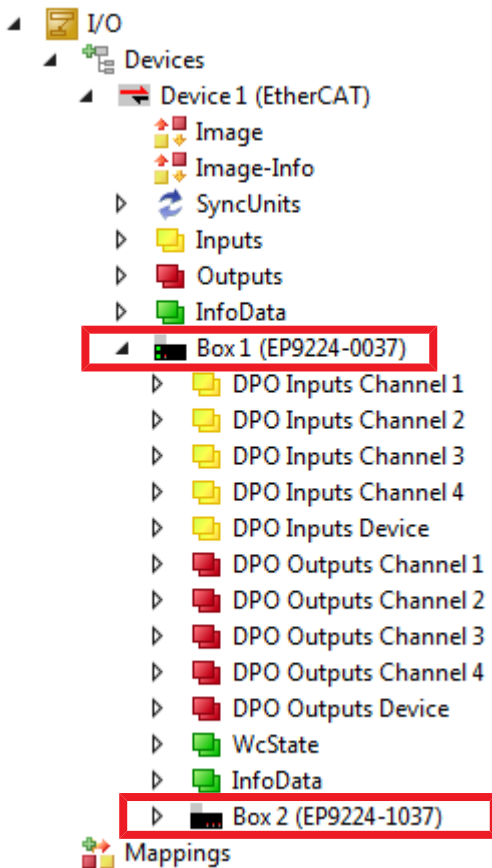 I/O
Devices
Device 1 (EtherCAT)
Image
Image-Info
SyncUnits
Inputs
Outputs
InfoData
Box 1 (EP9224-0037)
DPO Inputs Channel 1
DPO Inputs Channel 2
DPO Inputs Channel 3
DPO Inputs Channel 4
DPO Inputs Device
DPO Outputs Channel 1
DPO Outputs Channel 2
DPO Outputs Channel 3
DPO Outputs Channel 4
DPO Outputs Device
WcState
InfoData
Box 2 (EP9224-1037)
Mappings